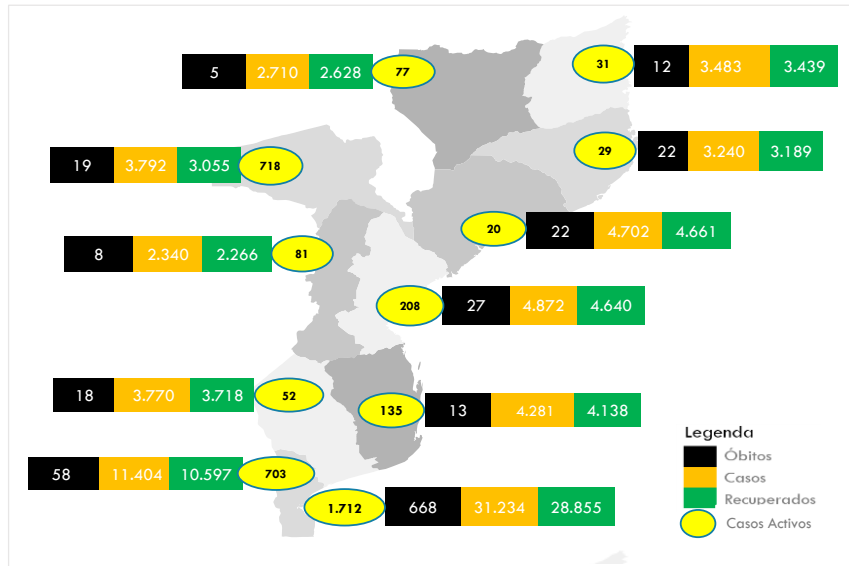 5 2.710 2.628 77
31 12 3.483 3.439
19 3.792 3.055 718
29 22 3.240 3.189
20 22 4.702 4.661
8 2.340 2.266 81
208 27 4.872 4.640
18 3.770 3.718 52
135 13 4.281 4.138
Legenda
Óbitos
Casos
Recuperados
Casos Activos
58 11.404 10.597 703
1.712 668 31.234 28.855